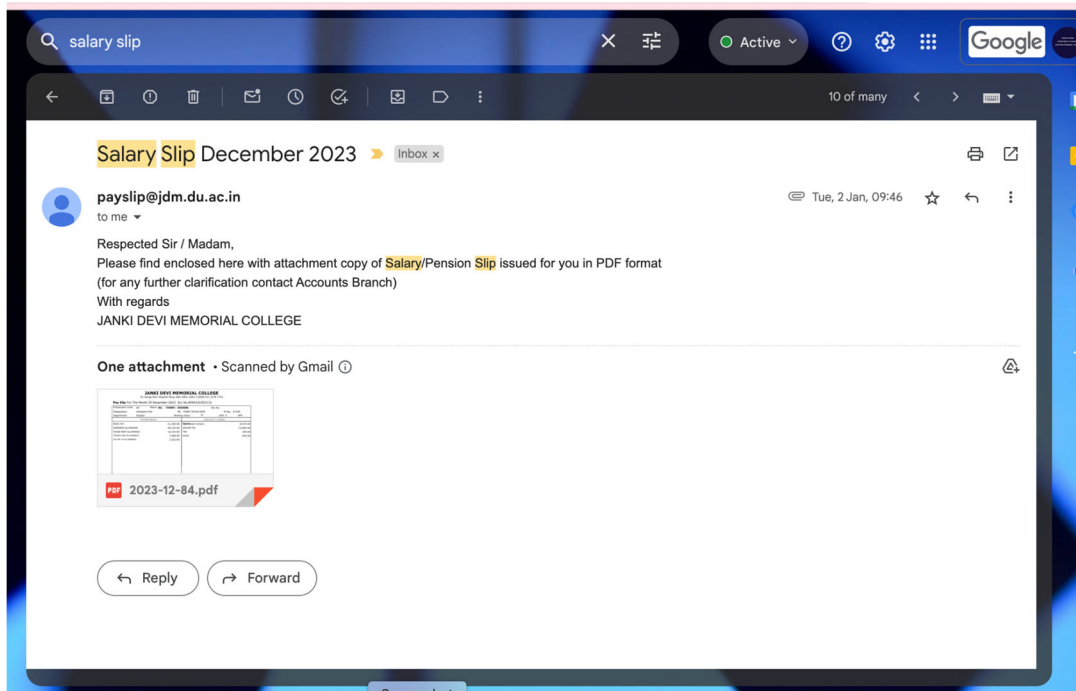 salary slip
Active
Google
10 of many
Salary Slip December 2023
Inbox x
payslip@jdm.du.ac.in
Tue, 2 Jan, 09:46
to me
Respected Sir / Madam,
Please find enclosed here with attachment copy of Salary/Pension Slip issued for you in PDF format
(for any further clarification contact Accounts Branch)
With regards
JANKI DEVI MEMORIAL COLLEGE
One attachment • Scanned by Gmail
JANKI DEVI MEMORIAL COLLEGE
PDF
2023-12-84.pdf
Reply
Forward